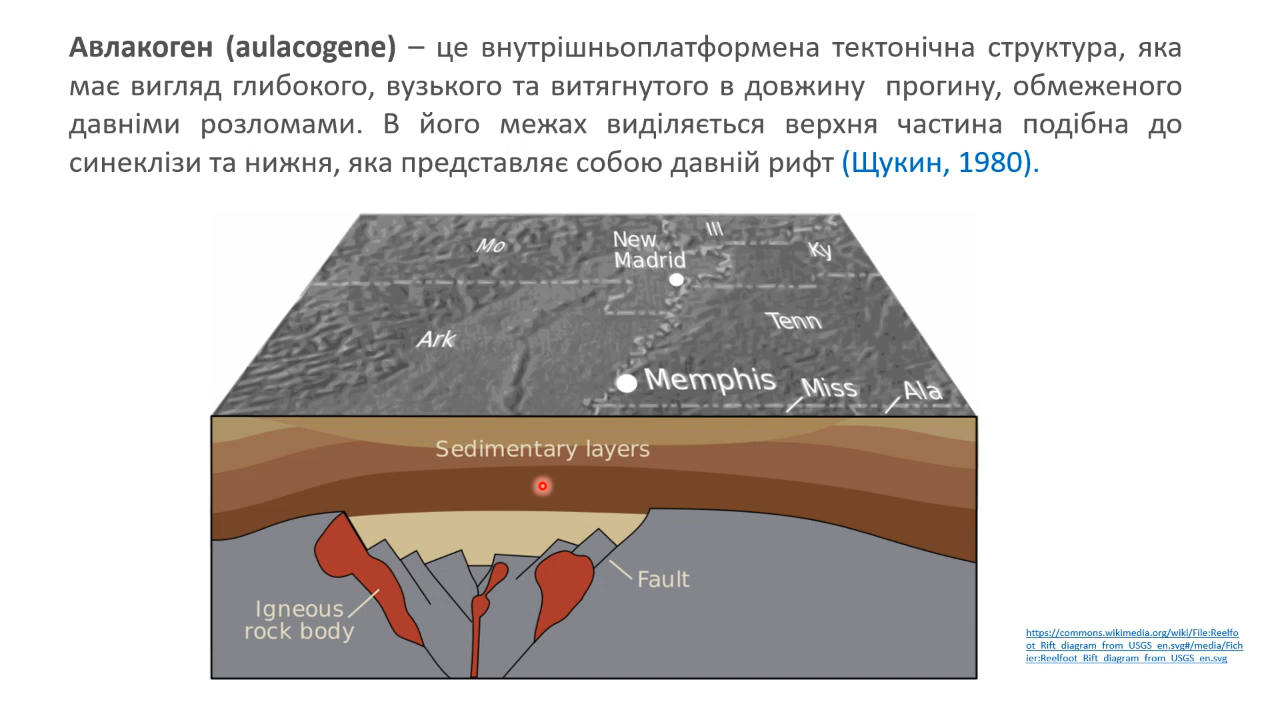 Авлакоген (aulacogene) – це внутрішньоплатформена тектонічна структура, яка
має вигляд глибокого, вузького та витягнутого в довжину прогину, обмеженого
давніми розломами. В його межах виділяється верхня частина подібна до
синеклізи та нижня, яка представляє собою давній рифт (Щукин, 1980).
Mo
New
Madrid
Ill
Ky
Ark
Tenn
Memphis
Miss
Ala
Sedimentary layers
Fault
Igneous
rock body
https://commons.wikimedia.org/wiki/File:Reelfo
ot_Rift_diagram_from_USGS_en.svg#/media/Fich
ier:Reelfoot_Rift_diagram_from_USGS_en.svg